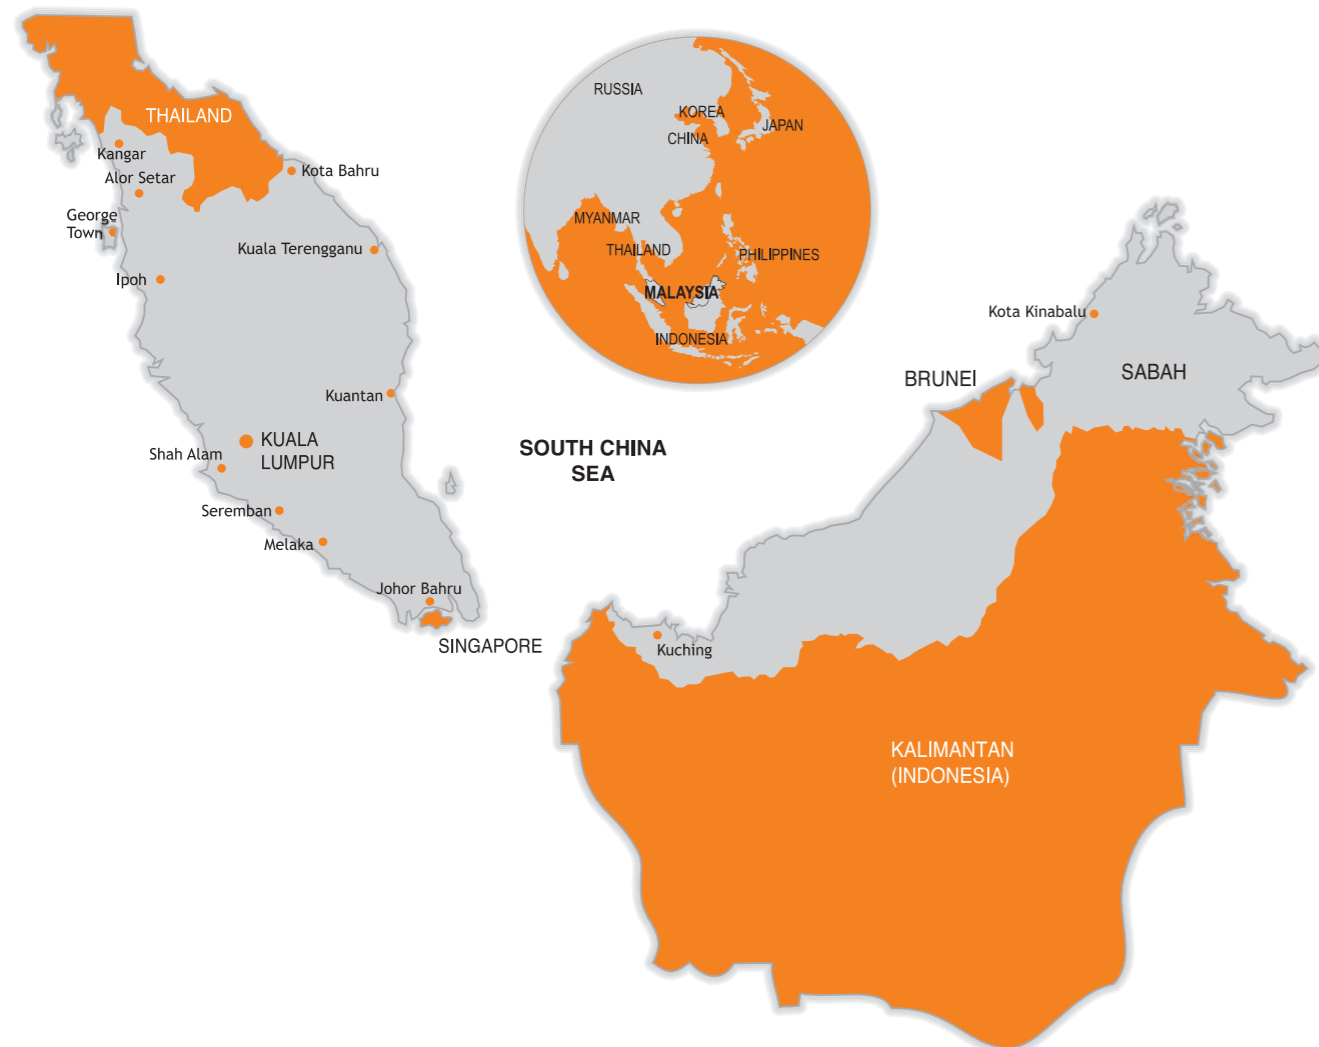 THAILAND
Kangar
Alor Setar
Kota Bahru
George
Town
Kuala Terengganu
Ipoh
Kuantan
KUALA
LUMPUR
Shah Alam
Seremban
Melaka
Johor Bahru
SINGAPORE
RUSSIA
KOREA
JAPAN
CHINA
MYANMAR
THAILAND
PHILIPPINES
MALAYSIA
INDONESIA
SOUTH CHINA
SEA
Kota Kinabalu
BRUNEI
SABAH
Kuching
KALIMANTAN
(INDONESIA)